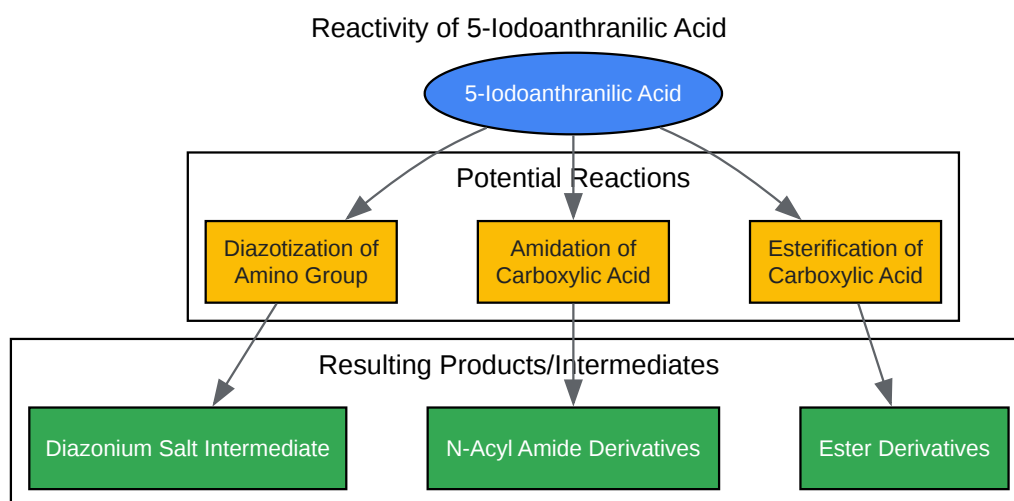 Reactivity of 5-Iodoanthranilic Acid
5-Iodoanthranilic Acid
Potential Reactions
Diazotization of
Amino Group
Amidation of
Carboxylic Acid
Esterification of
Carboxylic Acid
Resulting Products/Intermediates
Diazonium Salt Intermediate
N-Acyl Amide Derivatives
Ester Derivatives